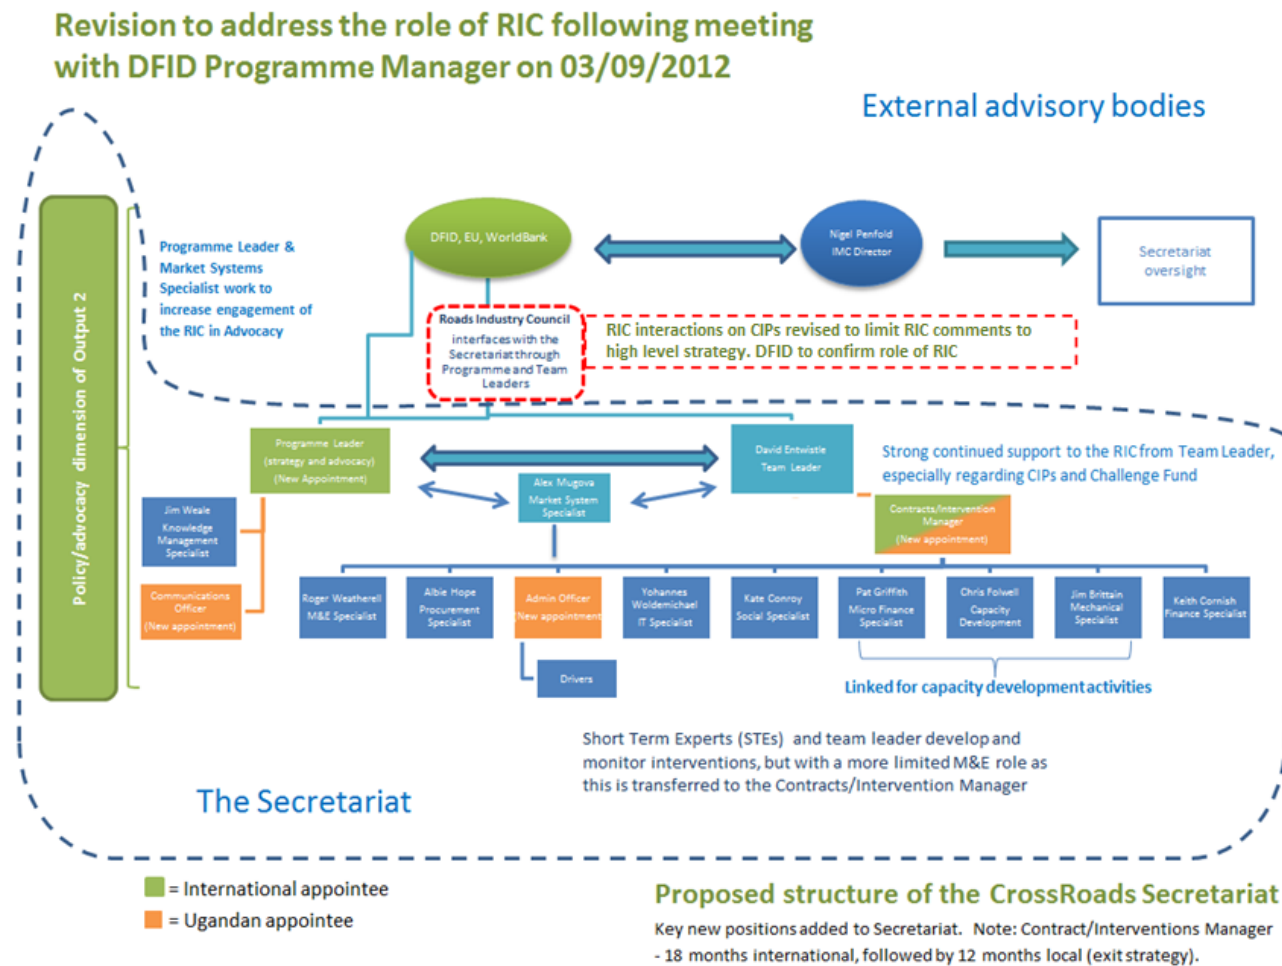 Revision to address the role of RIC following meeting
with DFID Programme Manager on 03/09/2012
External advisory bodies
Policy/advocacy dimension of Output 2
Programme Leader &
Market Systems
Specialist work to
increase engagement of
the RIC in Advocacy
DFID, EU, WorldBank
Nigel Penfold
IMC Director
Secretariat
oversight
Roads Industry Council
interfaces with the
Secretariat through
Programme and Team
Leaders
RIC interactions on CIPs revised to limit RIC comments to
high level strategy. DFID to confirm role of RIC
Programme Leader
(strategy and advocacy)
(New Appointment)
David Entwistle
Team Leader
Strong continued support to the RIC from Team Leader,
especially regarding CIPs and Challenge Fund
Alex Mugova
Market System
Specialist
Jim Weale
Knowledge
Management
Specialist
Contracts/Intervention
Manager
(New appointment)
Communications
Officer
(New appointment)
Roger Weatherell
M&E Specialist
Albie Hope
Procurement
Specialist
Admin Officer
(New appointment)
Yohannes
Woldemichael
IT Specialist
Kate Conroy
Social Specialist
Pat Griffith
Micro Finance
Specialist
Chris Folwell
Capacity
Development
Jim Brittain
Mechanical
Specialist
Keith Cornish
Finance Specialist
Drivers
Linked for capacity development activities
Short Term Experts (STEs) and team leader develop and
monitor interventions, but with a more limited M&E role as
this is transferred to the Contracts/Intervention Manager
The Secretariat
= International appointee
= Ugandan appointee
Proposed structure of the CrossRoads Secretariat
Key new positions added to Secretariat. Note: Contract/Interventions Manager
- 18 months international, followed by 12 months local (exit strategy).